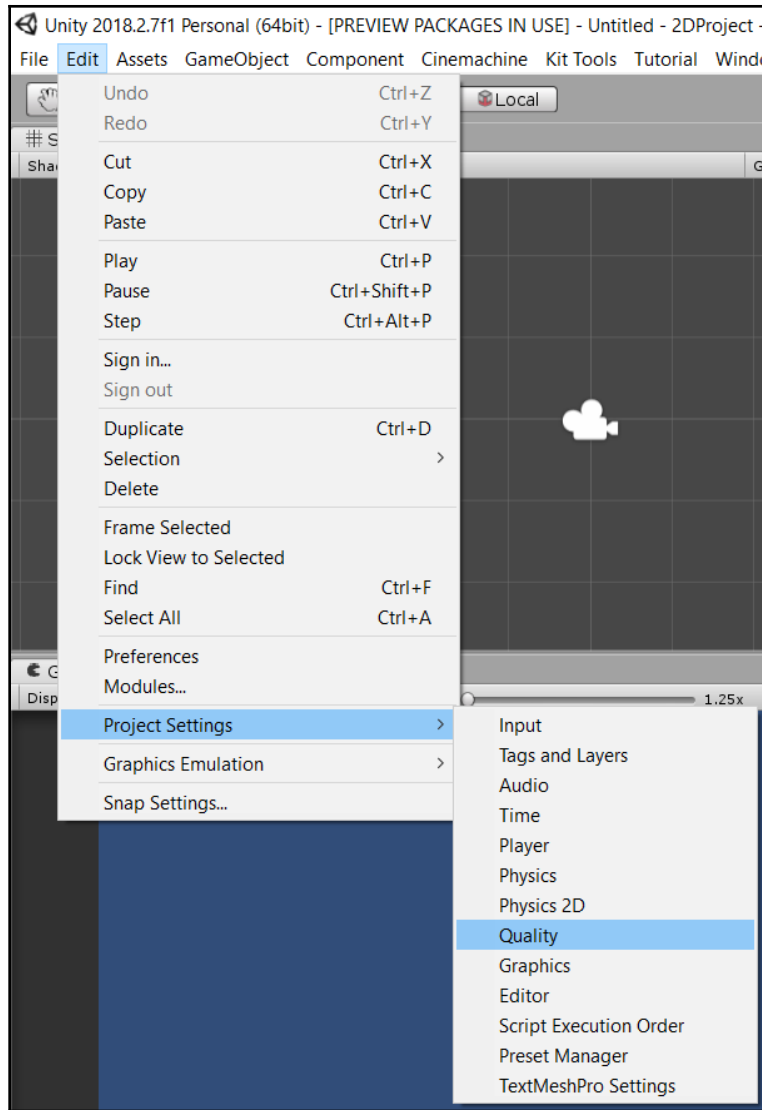 Unity 2018.2.7f1 Personal (64bit) - [PREVIEW PACKAGES IN USE] - Untitled - 2DProject -
File Edit Assets GameObject Component Cinemachine Kit Tools Tutorial
Local
Undo Ctrl+Z
Redo Ctrl+Y
Cut Ctrl+X
Copy Ctrl+C
Paste Ctrl+V
Play Ctrl+P
Pause Ctrl+Shift+P
Step Ctrl+Alt+P
Sign in...
Sign out
Duplicate Ctrl+D
Selection
Delete
Frame Selected
Lock View to Selected
Find Ctrl+F
Select All Ctrl+A
Preferences
Modules...
1.25x
Project Settings
Graphics Emulation
Snap Settings...
Input
Tags and Layers
Audio
Time
Player
Physics
Physics 2D
Quality
Graphics
Editor
Script Execution Order
Preset Manager
TextMeshPro Settings